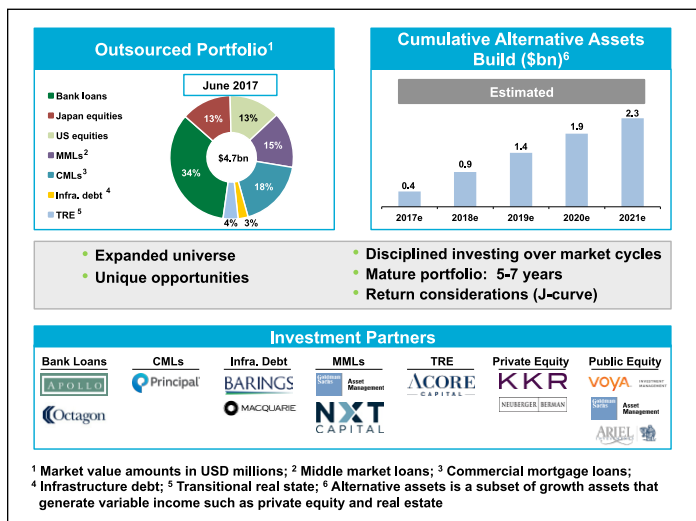 Outsourced Portfolio1
June 2017
Bank loans
Japan equities
US equities
MMLs2
CMLs3
Infra. debt 4
TRE 5
13%
13%
15%
18%
3%
4%
34%
$4.7bn
Cumulative Alternative Assets
Build ($bn)6
Estimated
0.4
0.9
1.4
1.9
2.3
2017e 2018e 2019e 2020e 2021e
• Expanded universe
• Unique opportunities
• Disciplined investing over market cycles
• Mature portfolio: 5-7 years
• Return considerations (J-curve)
Investment Partners
Bank Loans CMLs Infra. Debt MMLs TRE Private Equity Public Equity
APOLLO
Octagon
Principal
BARINGS
MACQUARIE
Goldman
Sachs
Asset
Management
NXT
CAPITAL
ACORE
CAPITAL
KKR
NEUBERGER BERMAN
VOYA
INVESTMENT
MANAGEMENT
Goldman
Sachs
Asset
Management
ARIEL
1 Market value amounts in USD millions; 2 Middle market loans; 3 Commercial mortgage loans;
4 Infrastructure debt; 5 Transitional real state; 6 Alternative assets is a subset of growth assets that
generate variable income such as private equity and real estate